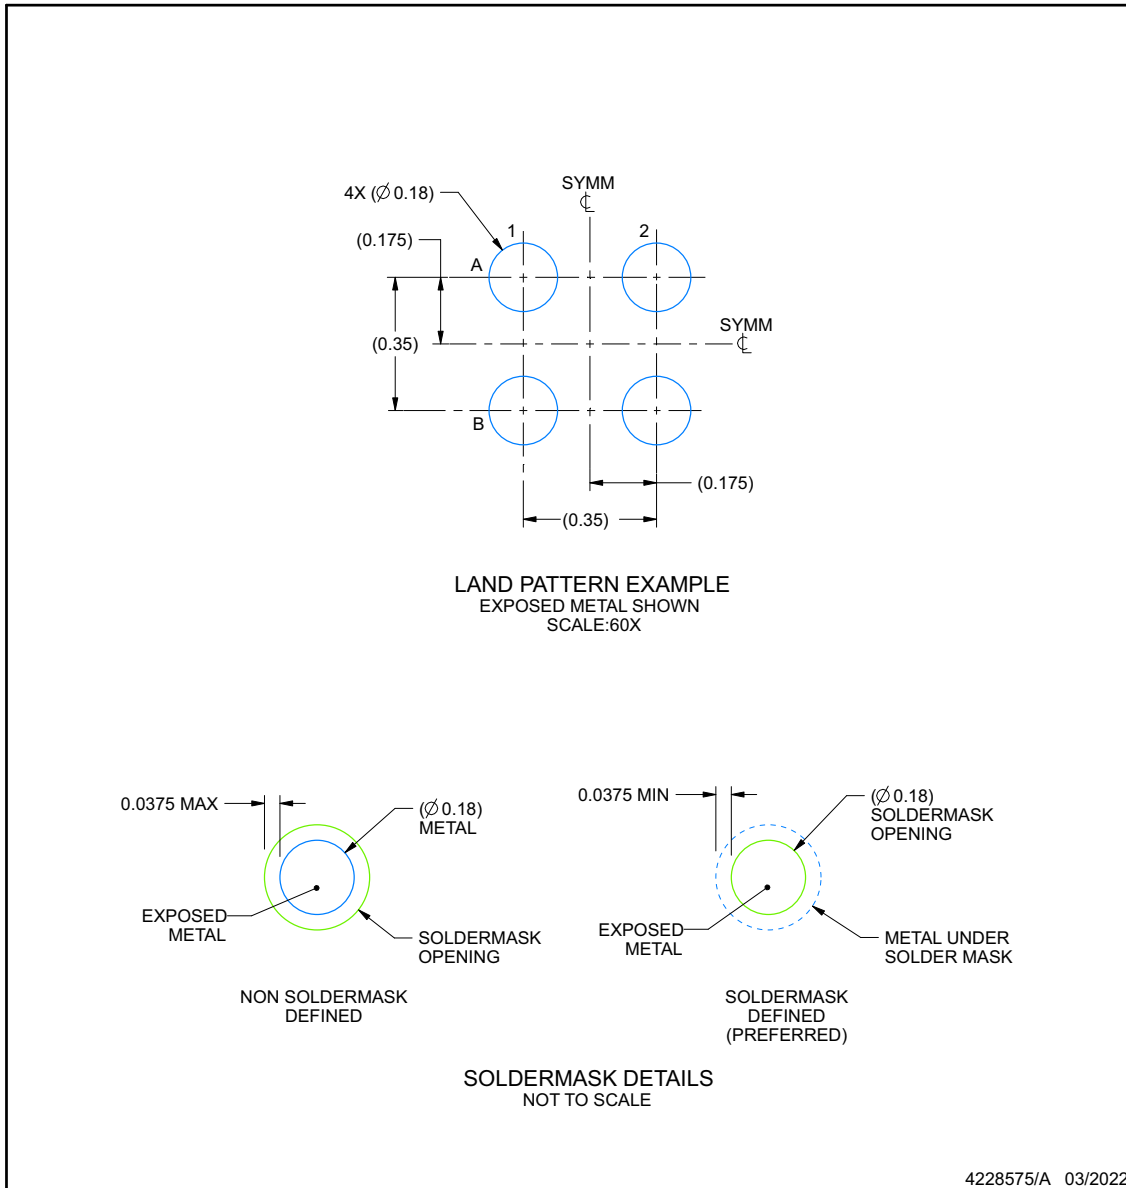 SYMM
4X (∅ 0.18)
1
2
(0.175)
A
SYMM
(0.35)
B
(0.175)
(0.35)
LAND PATTERN EXAMPLE
EXPOSED METAL SHOWN
SCALE:60X
0.0375 MAX
(∅ 0.18)
METAL
EXPOSED
METAL
SOLDERMASK
OPENING
NON SOLDERMASK
DEFINED
0.0375 MIN
(∅ 0.18)
SOLDERMASK
OPENING
EXPOSED
METAL
METAL UNDER
SOLDER MASK
SOLDERMASK
DEFINED
(PREFERRED)
SOLDERMASK DETAILS
NOT TO SCALE
4228575/A 03/2022